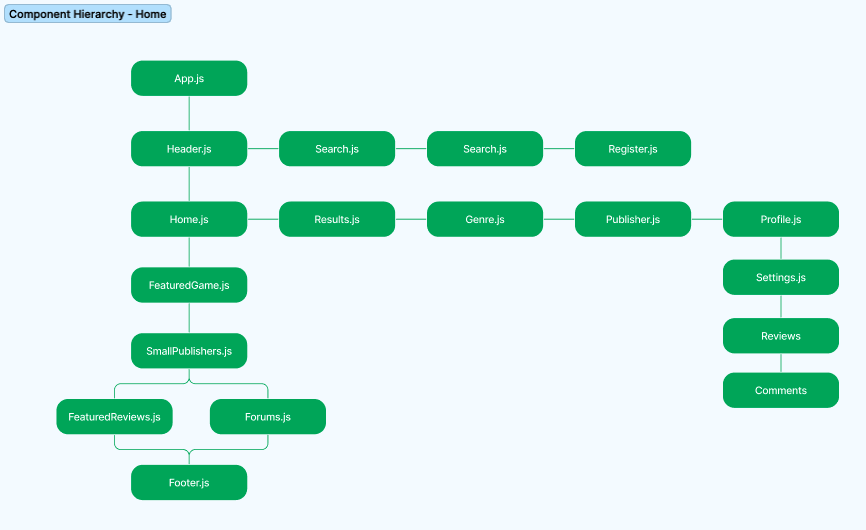 Component Hierarchy - Home
App.js
Header.js
Search.js
Search.js
Register.js
Home.js
Results.js
Genre.js
Publisher.js
Profile.js
FeaturedGame.js
Settings.js
SmallPublishers.js
Reviews
Comments
FeaturedReviews.js
Forums.js
Footer.js